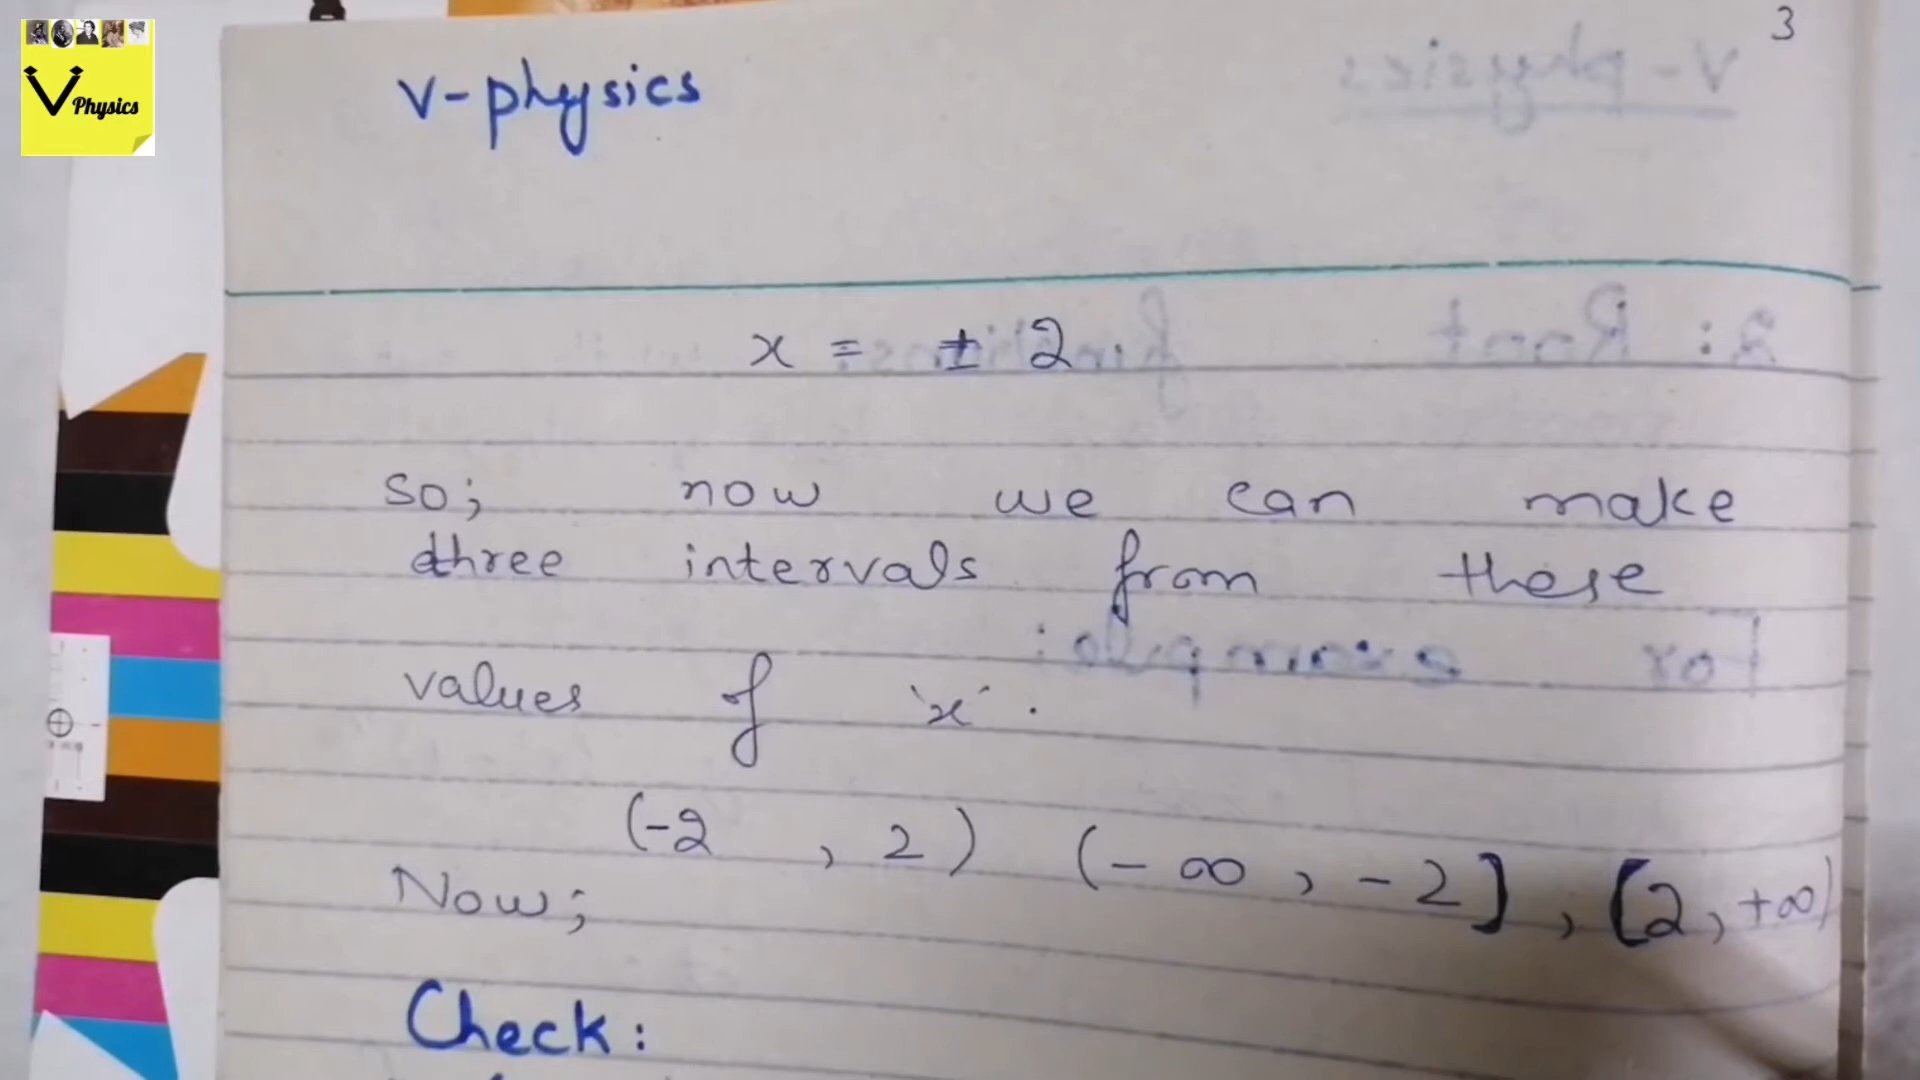 V Physics
3
v-physics
x = ± 2.
so; now we can make
three intervals from these
values of 'x'.
(-2 , 2) (-∞, -2], [2, +∞)
Now;
Check: